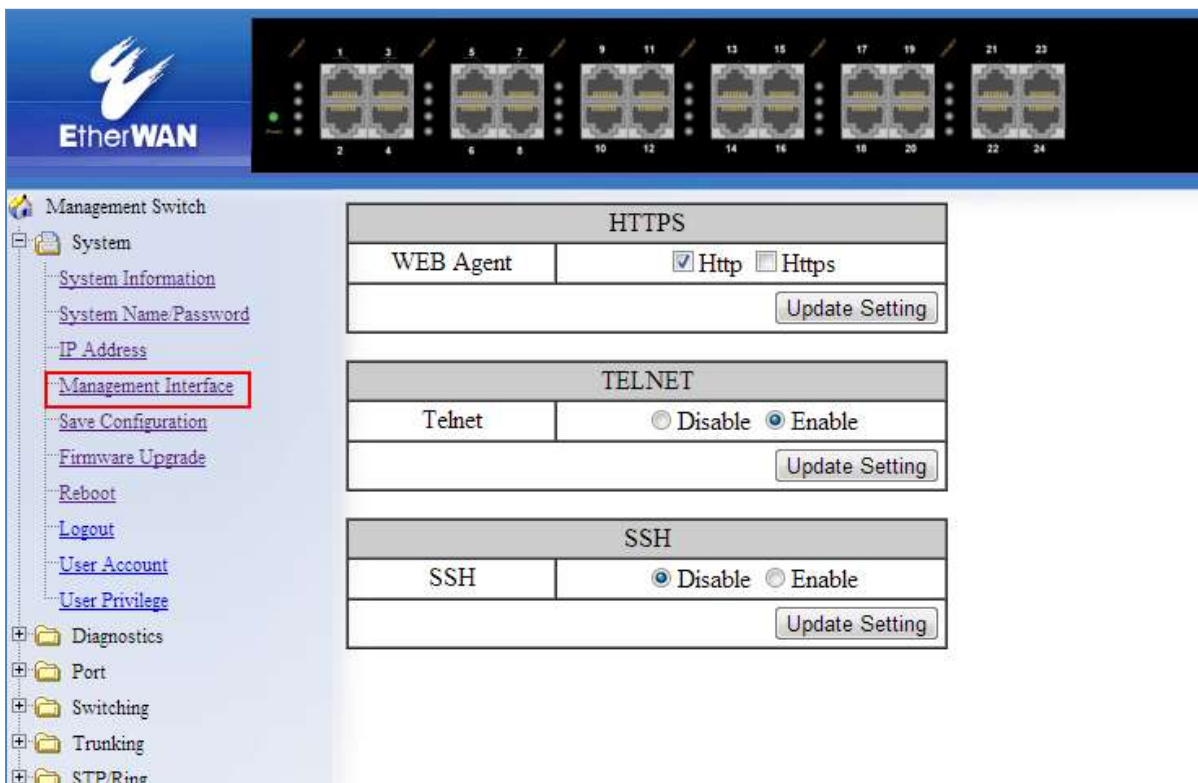 1 3 5 7 9 11 13 15 17 19 21 23
EtherWAN
2 4 6 8 10 12 14 16 18 20 22 24
Management Switch
System
System Information
System Name/Password
IP Address
Management Interface
Save Configuration
Firmware Upgrade
Reboot
Logout
User Account
User Privilege
Diagnostics
Port
Switching
Trunking
STP/Ring
HTTPS
WEB Agent Http Https
Update Setting
TELNET
Telnet Disable Enable
Update Setting
SSH
SSH Disable Enable
Update Setting